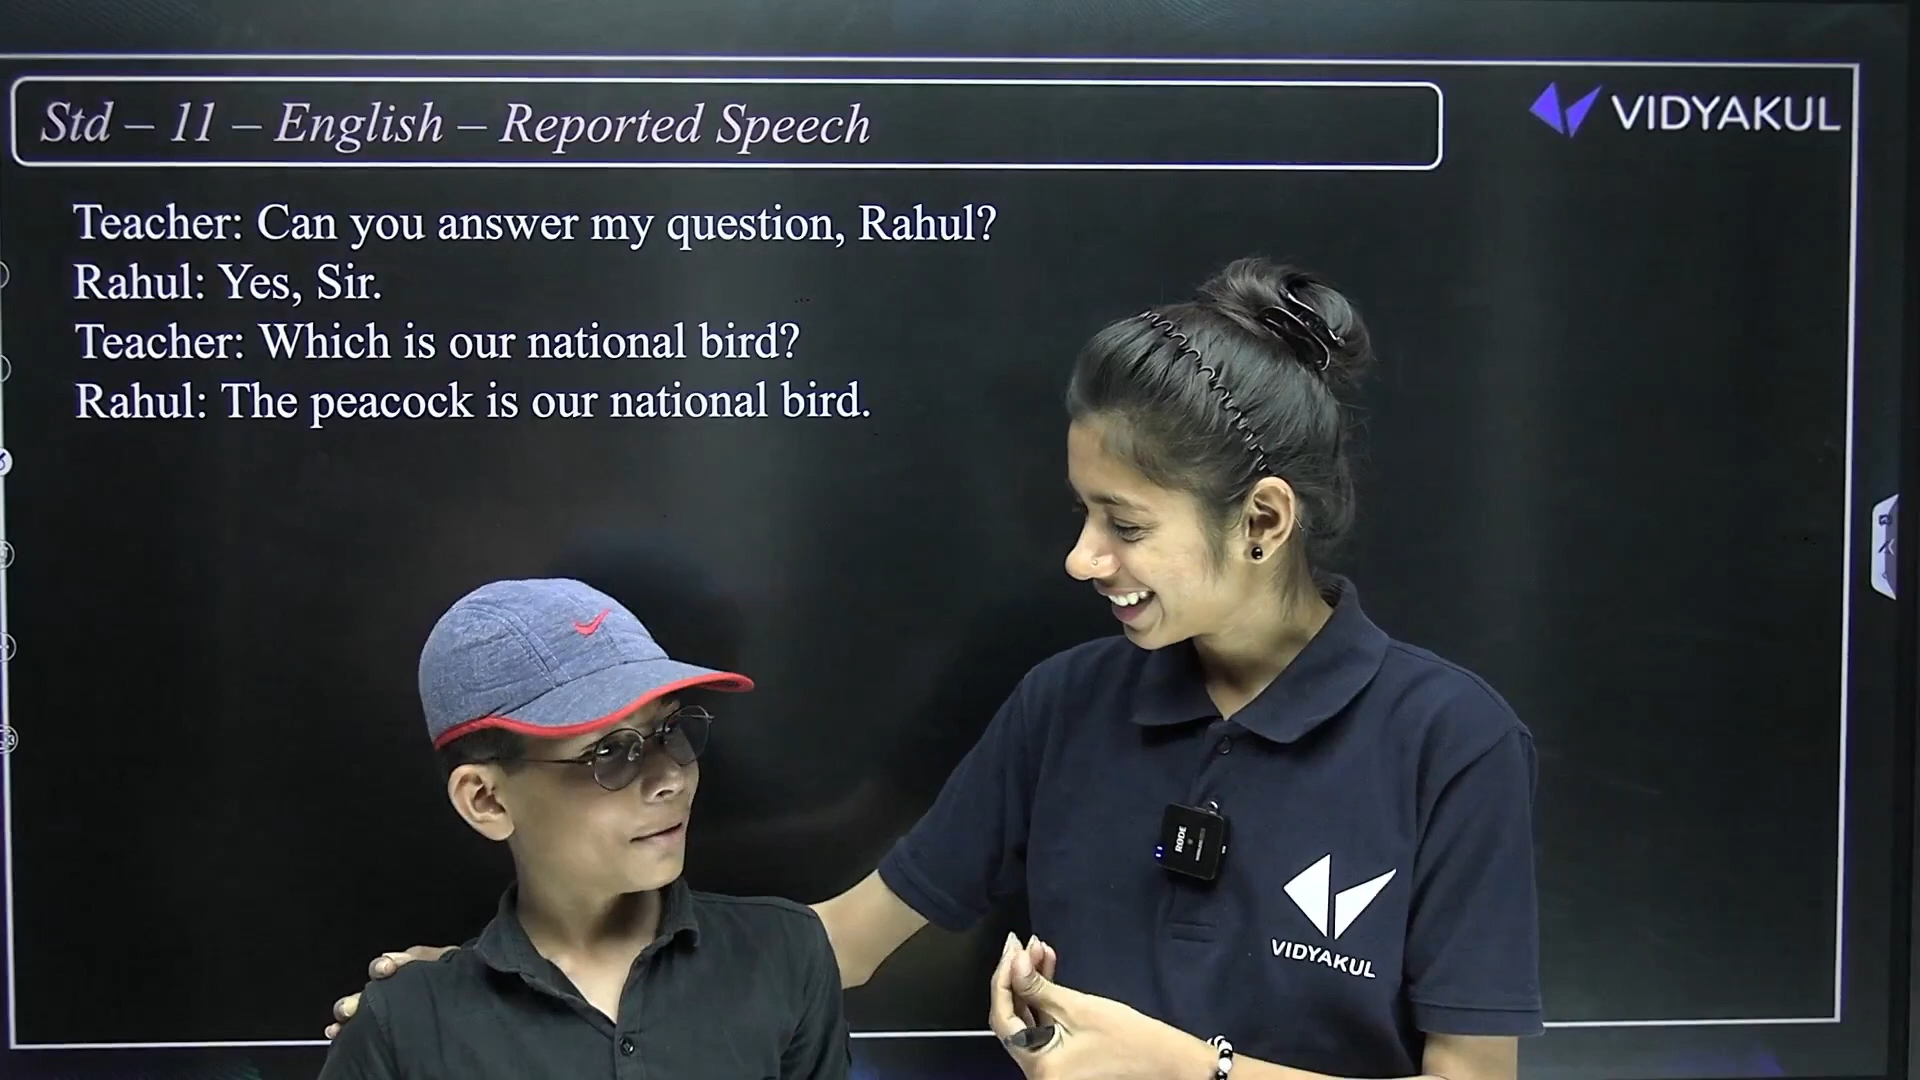 Std – 11 – English – Reported Speech
VIDYAKUL
Teacher: Can you answer my question, Rahul?
Rahul: Yes, Sir.
Teacher: Which is our national bird?
Rahul: The peacock is our national bird.
RODE
VIDYAKUL